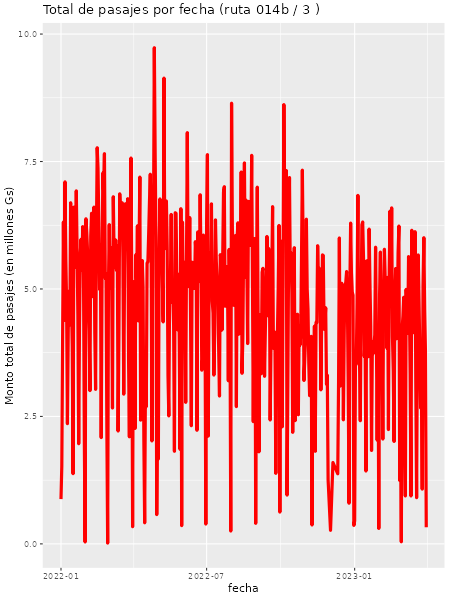 Total de pasajes por fecha (ruta 014b / 3 )
Monto total de pasajes (en millones Gs)
10.0
7.5
5.0
2.5
0.0
2022-01
2022-07
2023-01
fecha